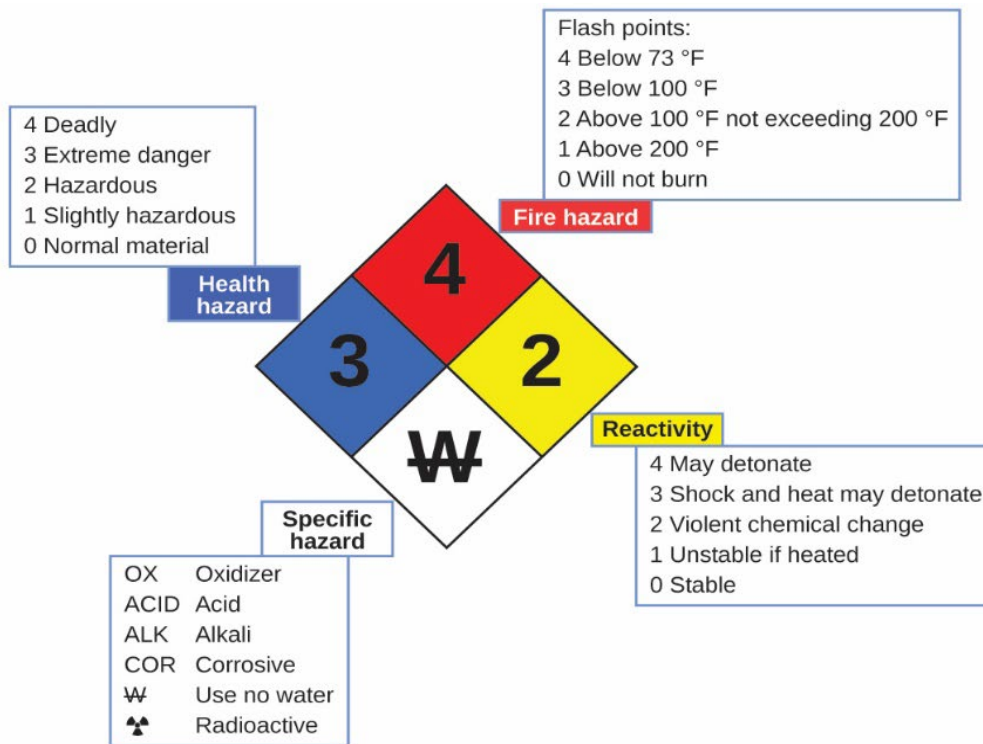 Flash points:
4 Below 73 °F
3 Below 100 °F
2 Above 100 °F not exceeding 200 °F
1 Above 200 °F
0 Will not burn
Fire hazard
4 Deadly
3 Extreme danger
2 Hazardous
1 Slightly hazardous
0 Normal material
Health
hazard
4
3
2
W
Reactivity
4 May detonate
3 Shock and heat may detonate
2 Violent chemical change
1 Unstable if heated
0 Stable
Specific
hazard
OX Oxidizer
ACID Acid
ALK Alkali
COR Corrosive
W Use no water
Radioactive